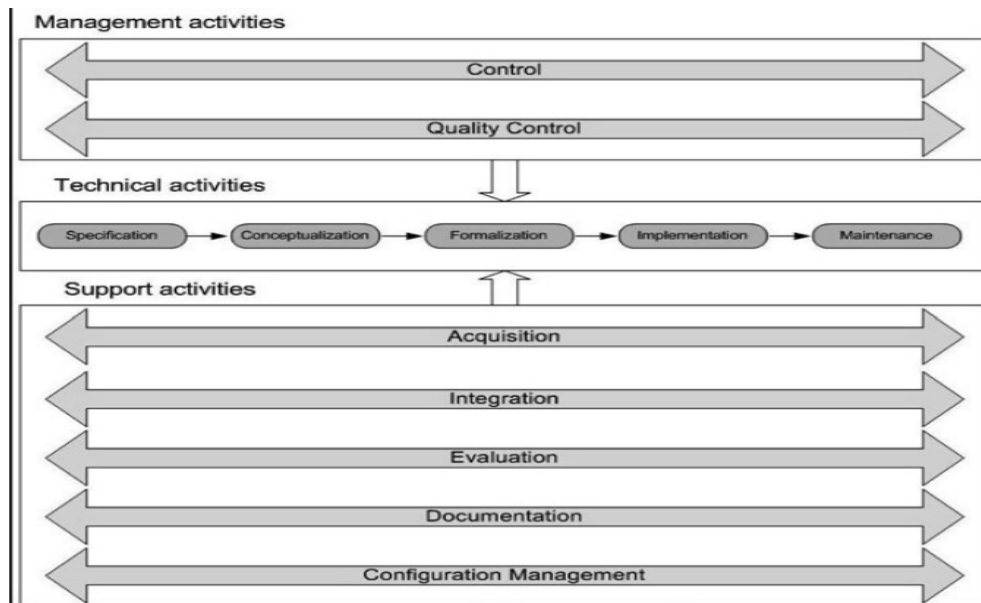 Management activities
Control
Quality Control
Technical activities
Specification
Conceptualization
Formalization
Implementation
Maintenance
Support activities
Acquisition
Integration
Evaluation
Documentation
Configuration Management